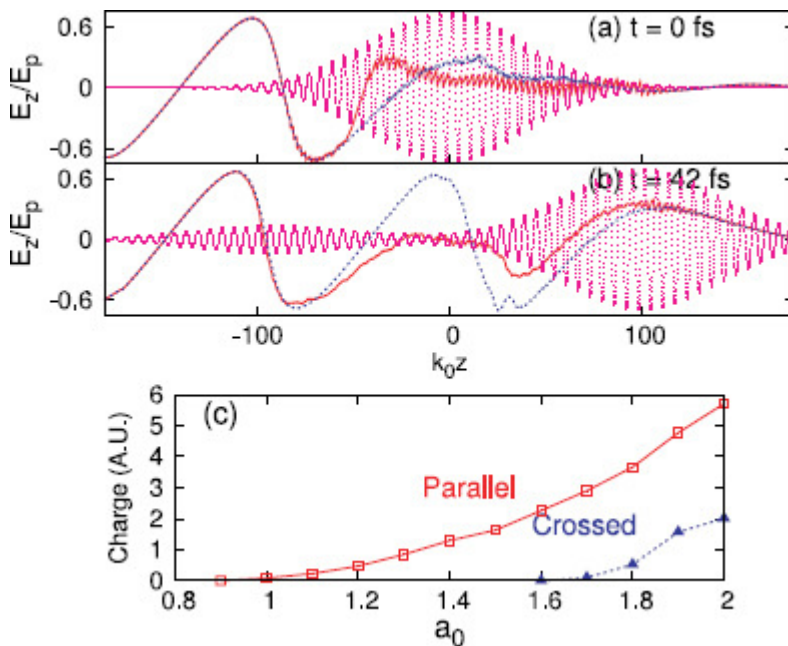 0.6
(a) t = 0 fs
E_z/E_p
0
-0.6
0.6
(b) t = 42 fs
E_z/E_p
0
-0.6
-100
0
100
k_0z
6
(c)
5
4
Charge (A.U.)
3
Parallel
2
Crossed
1
0
0.8
1
1.2
1.4
1.6
1.8
2
a_0